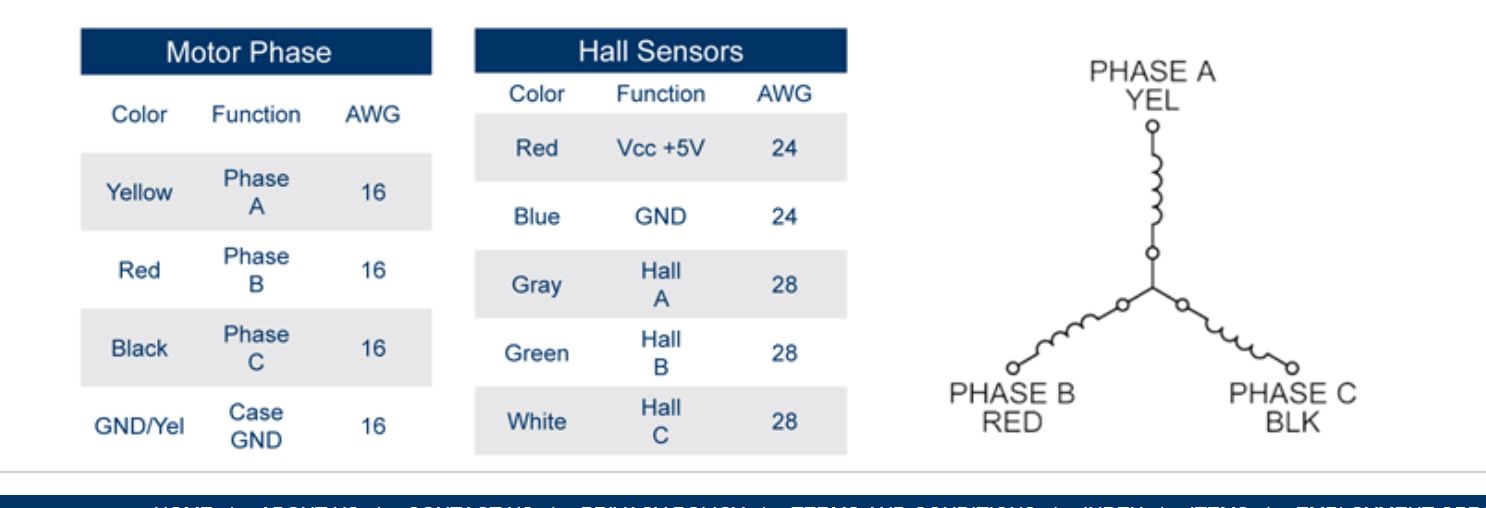 Motor Phase
Color Function AWG
Yellow Phase A 16
Red Phase B 16
Black Phase C 16
GND/Yel Case GND 16
Hall Sensors
Color Function AWG
Red Vcc +5V 24
Blue GND 24
Gray Hall A 28
Green Hall B 28
White Hall C 28
PHASE A
YEL
PHASE B
RED
PHASE C
BLK